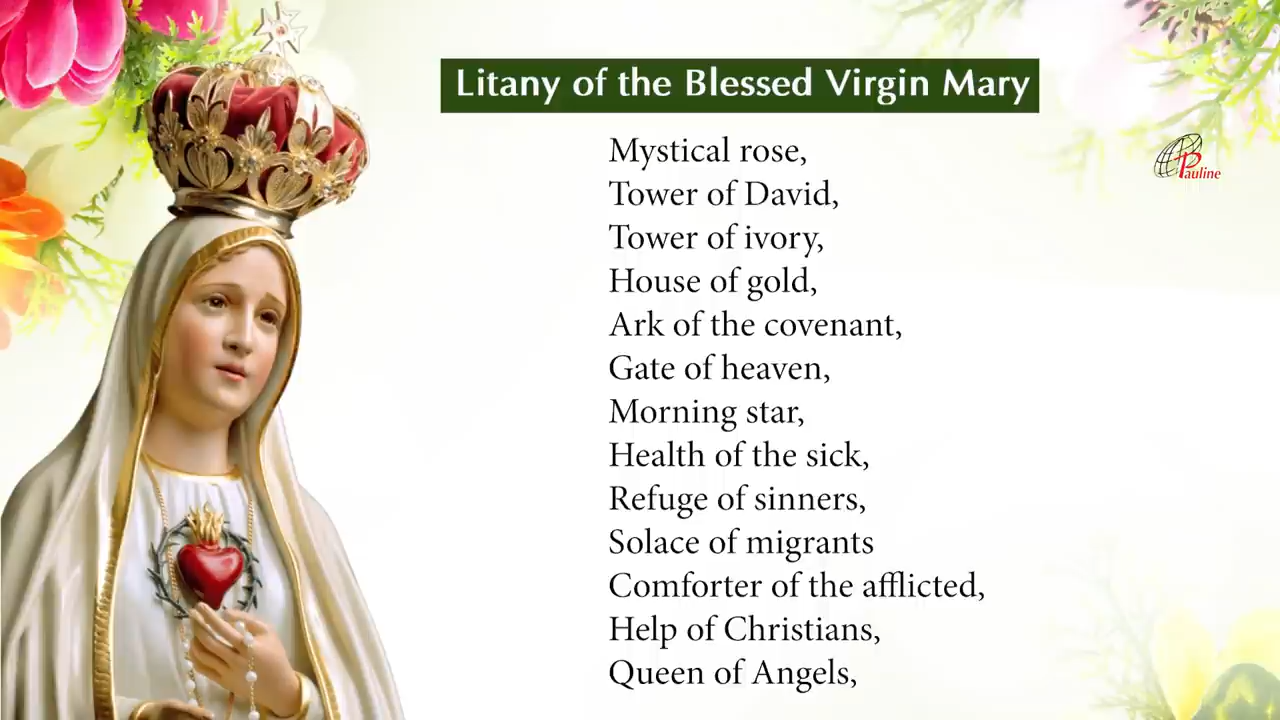 Litany of the Blessed Virgin Mary
Mystical rose,
Tower of David,
Tower of ivory,
House of gold,
Ark of the covenant,
Gate of heaven,
Morning star,
Health of the sick,
Refuge of sinners,
Solace of migrants
Comforter of the afflicted,
Help of Christians,
Queen of Angels,
Pauline